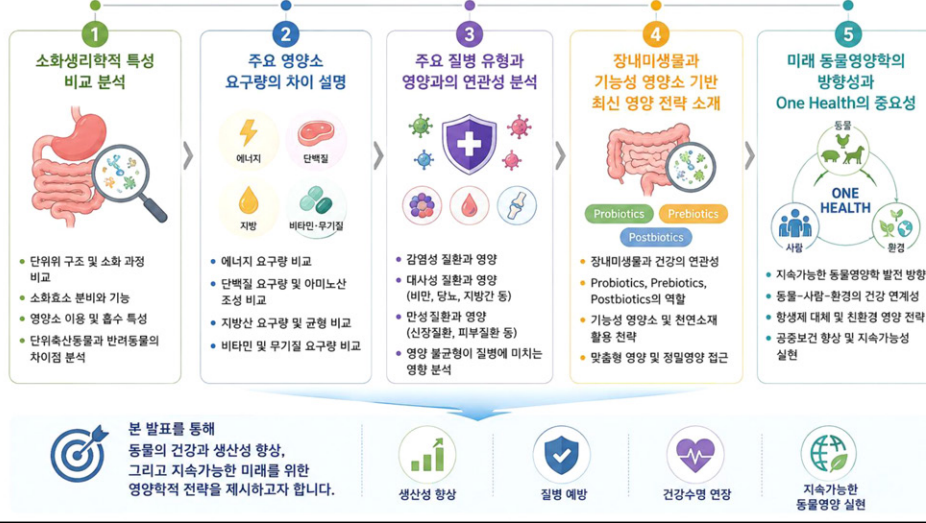 1
소화생리학적 특성
비교 분석
단위위 구조 및 소화 과정
비교
소화효소 분비와 기능
영양소 이용 및 흡수 특성
단위축산동물과 반려동물의
차이점 분석
2
주요 영양소
요구량의 차이 설명
에너지
단백질
지방
비타민·무기질
에너지 요구량 비교
단백질 요구량 및 아미노산
조성 비교
지방산 요구량 및 균형 비교
비타민 및 무기질 요구량 비교
3
주요 질병 유형과
영양과의 연관성 분석
감염성 질환과 영양
대사성 질환과 영양
(비만, 당뇨, 지방간 등)
만성질환과 영양
(신장질환, 피부질환 등)
영양 불균형이 질병에 미치는
영향 분석
4
장내미생물과
기능성 영양소 기반
최신 영양 전략 소개
Probiotics
Prebiotics
Postbiotics
장내미생물과 건강의 연관성
Probiotics, Prebiotics,
Postbiotics의 역할
기능성 영양소 및 천연소재
활용 전략
맞춤형 영양 및 정밀영양 접근
5
미래 동물영양학의
방향성과
One Health의 중요성
동물
ONE
HEALTH
사람
환경
지속가능한 동물영양학 발전 방향
동물-사람-환경의 건강 연계성
항생제 대체 및 친환경 영양 전략
공중보건 향상 및 지속가능성
실현
본 발표를 통해
동물의 건강과 생산성 향상,
그리고 지속가능한 미래를 위한
영양학적 전략을 제시하고자 합니다.
생산성 향상
질병 예방
건강수명 연장
지속가능한
동물영양 실현